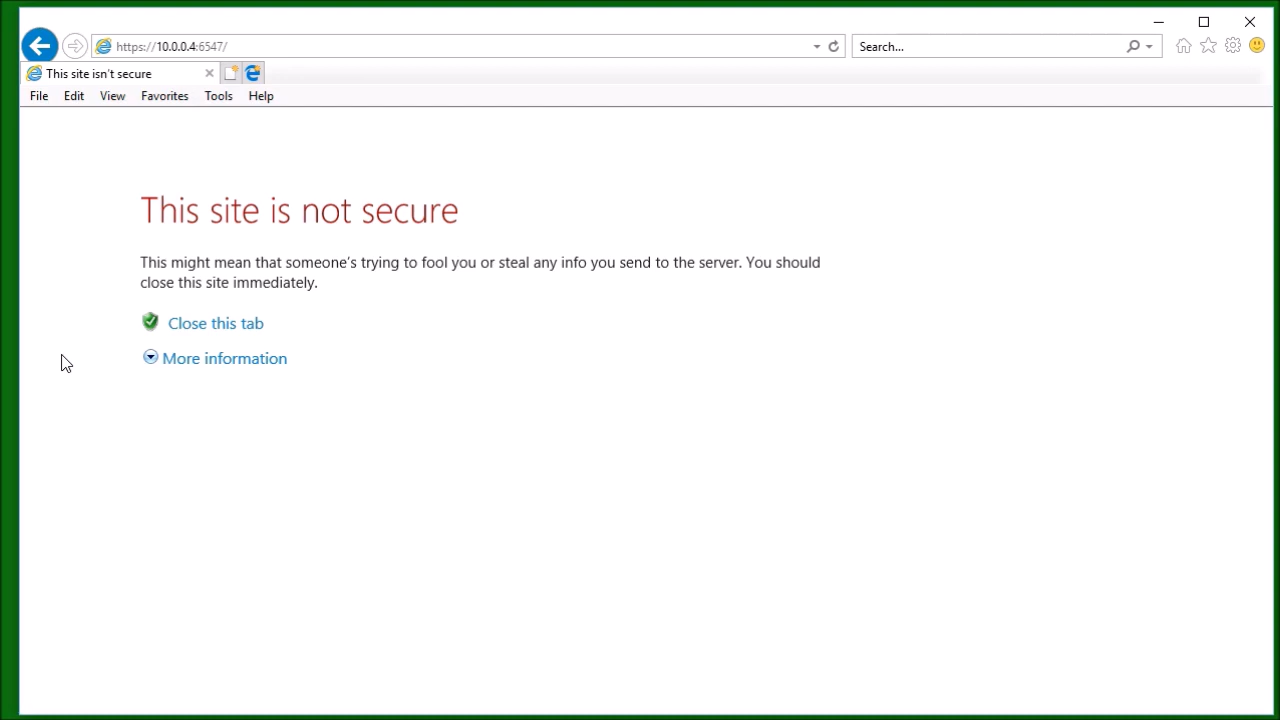 https://10.0.0.4:6547/
Search...
This site isn't secure
File Edit View Favorites Tools Help
This site is not secure
This might mean that someone's trying to fool you or steal any info you send to the server. You should
close this site immediately.
Close this tab
More information